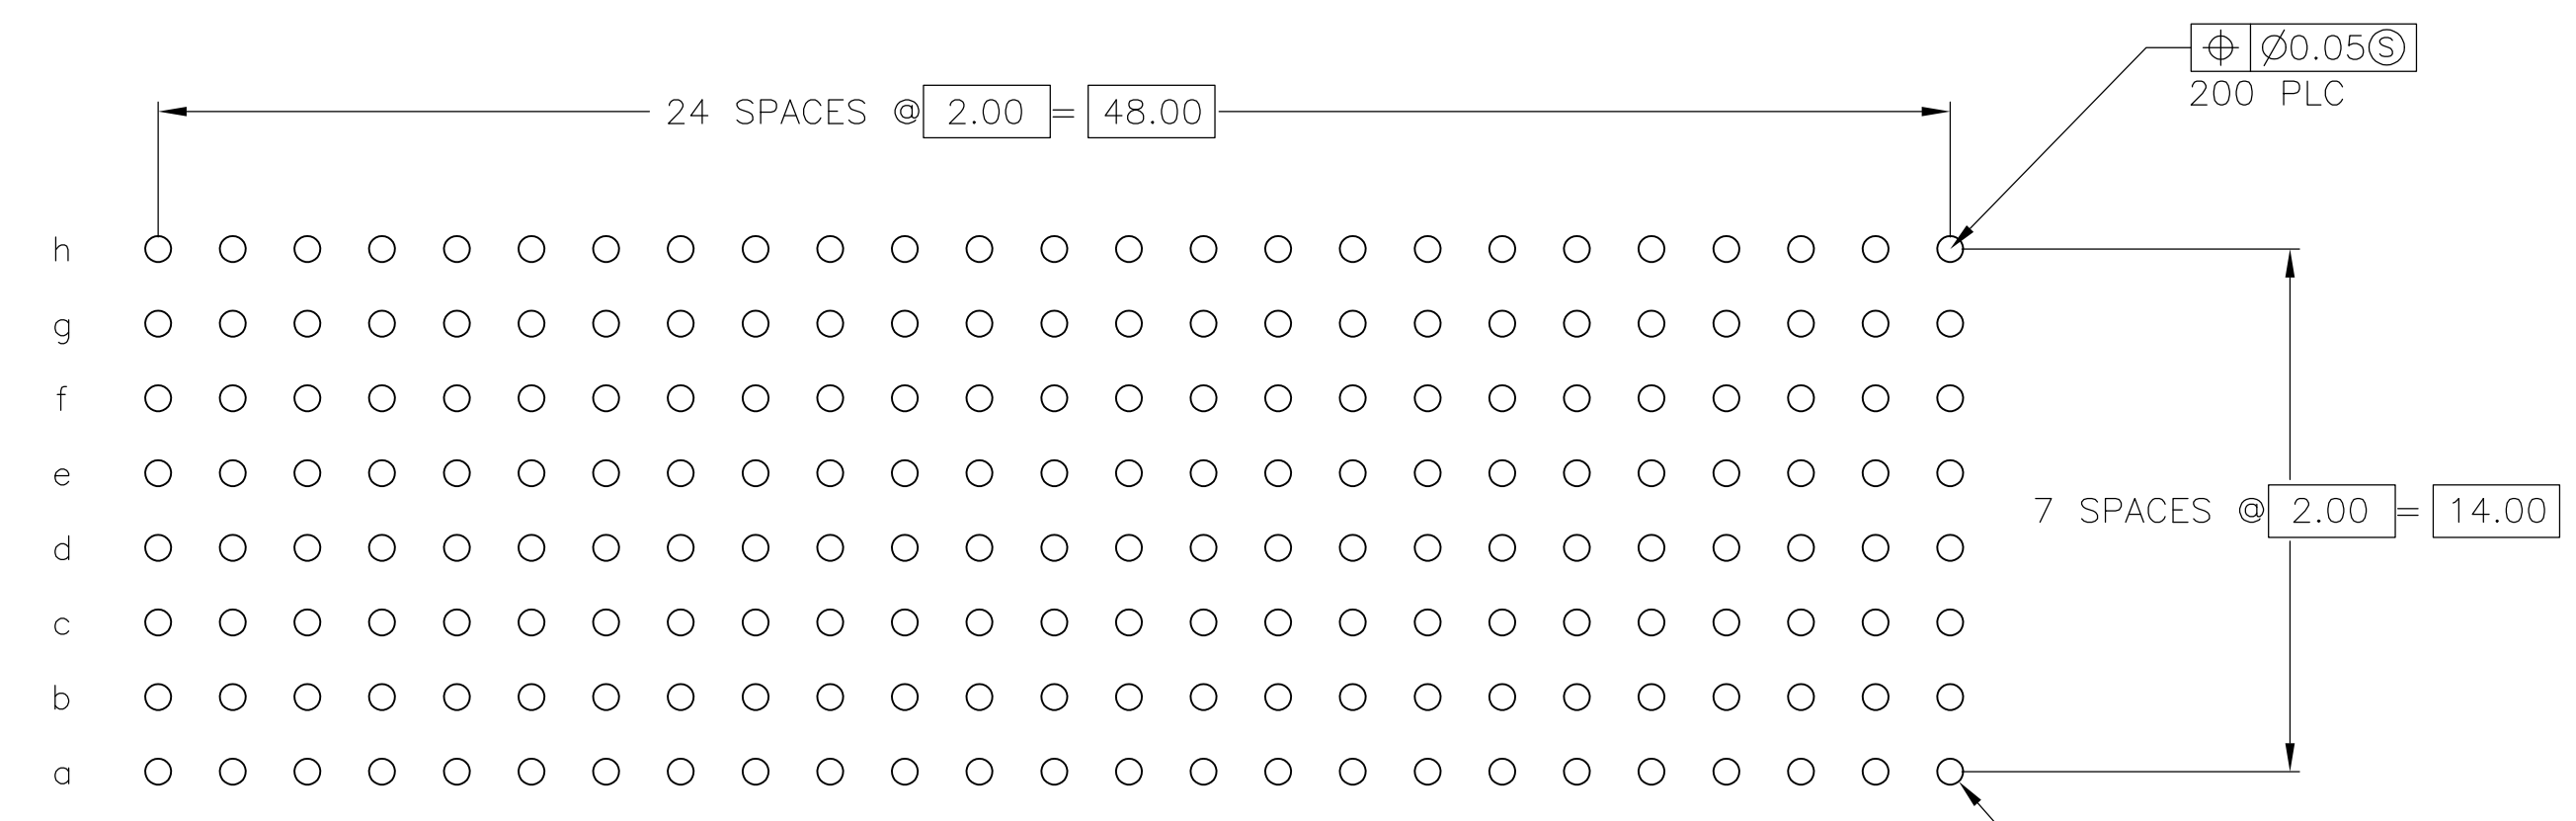 ⌖ Ø0.05Ⓢ
200 PLC
24 SPACES @ 2.00 = 48.00
h
g
f
e
7 SPACES @ 2.00 = 14.00
d
c
b
a